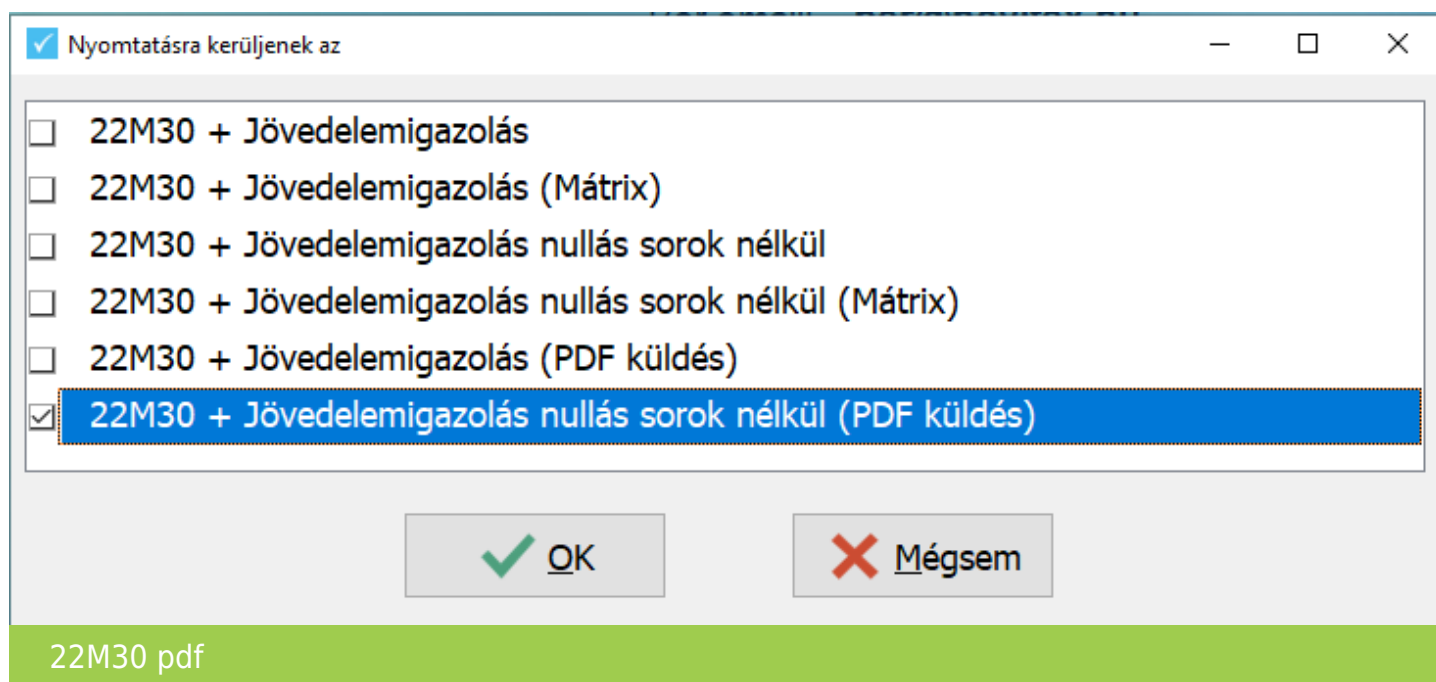 Nyomtatásra kerüljenek az
22M30 + Jövedelemigazolás
22M30 + Jövedelemigazolás (Mátrix)
22M30 + Jövedelemigazolás nullás sorok nélkül
22M30 + Jövedelemigazolás nullás sorok nélkül (Mátrix)
22M30 + Jövedelemigazolás (PDF küldés)
22M30 + Jövedelemigazolás nullás sorok nélkül (PDF küldés)
OK
Mégsem
22M30 pdf